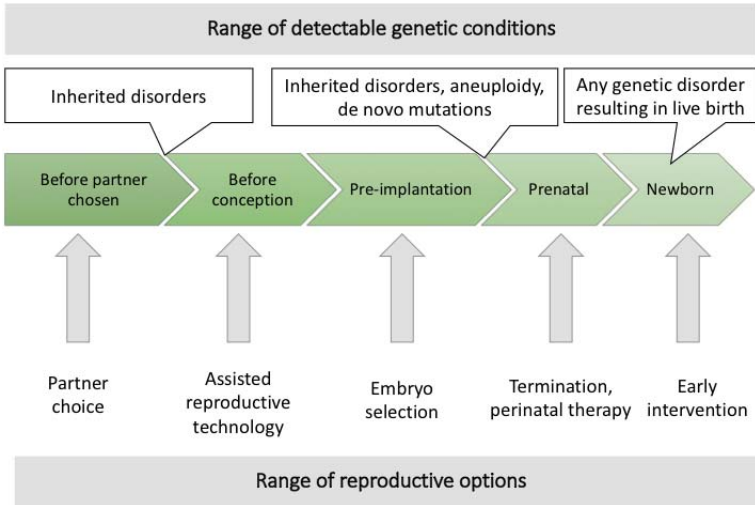 Range of detectable genetic conditions
Inherited disorders
Inherited disorders, aneuploidy,
de novo mutations
Any genetic disorder
resulting in live birth
Before partner
chosen
Before
conception
Pre-implantation
Prenatal
Newborn
Partner
choice
Assisted
reproductive
technology
Embryo
selection
Termination,
perinatal therapy
Early
intervention
Range of reproductive options